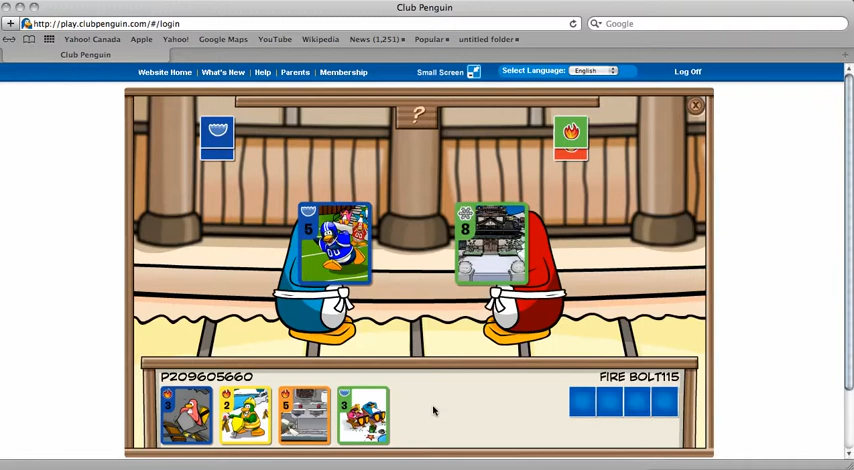 Club Penguin
http://play.clubpenguin.com/#/login
Google
Yahoo! Canada Apple Yahoo! Google Maps YouTube Wikipedia News (1,251) Popular untitled folder
Club Penguin
Website Home | What's New | Help | Parents | Membership Small Screen Select Language: English Log Off
?
5
8
P209605660 FIRE BOLT115
3 2 5 3